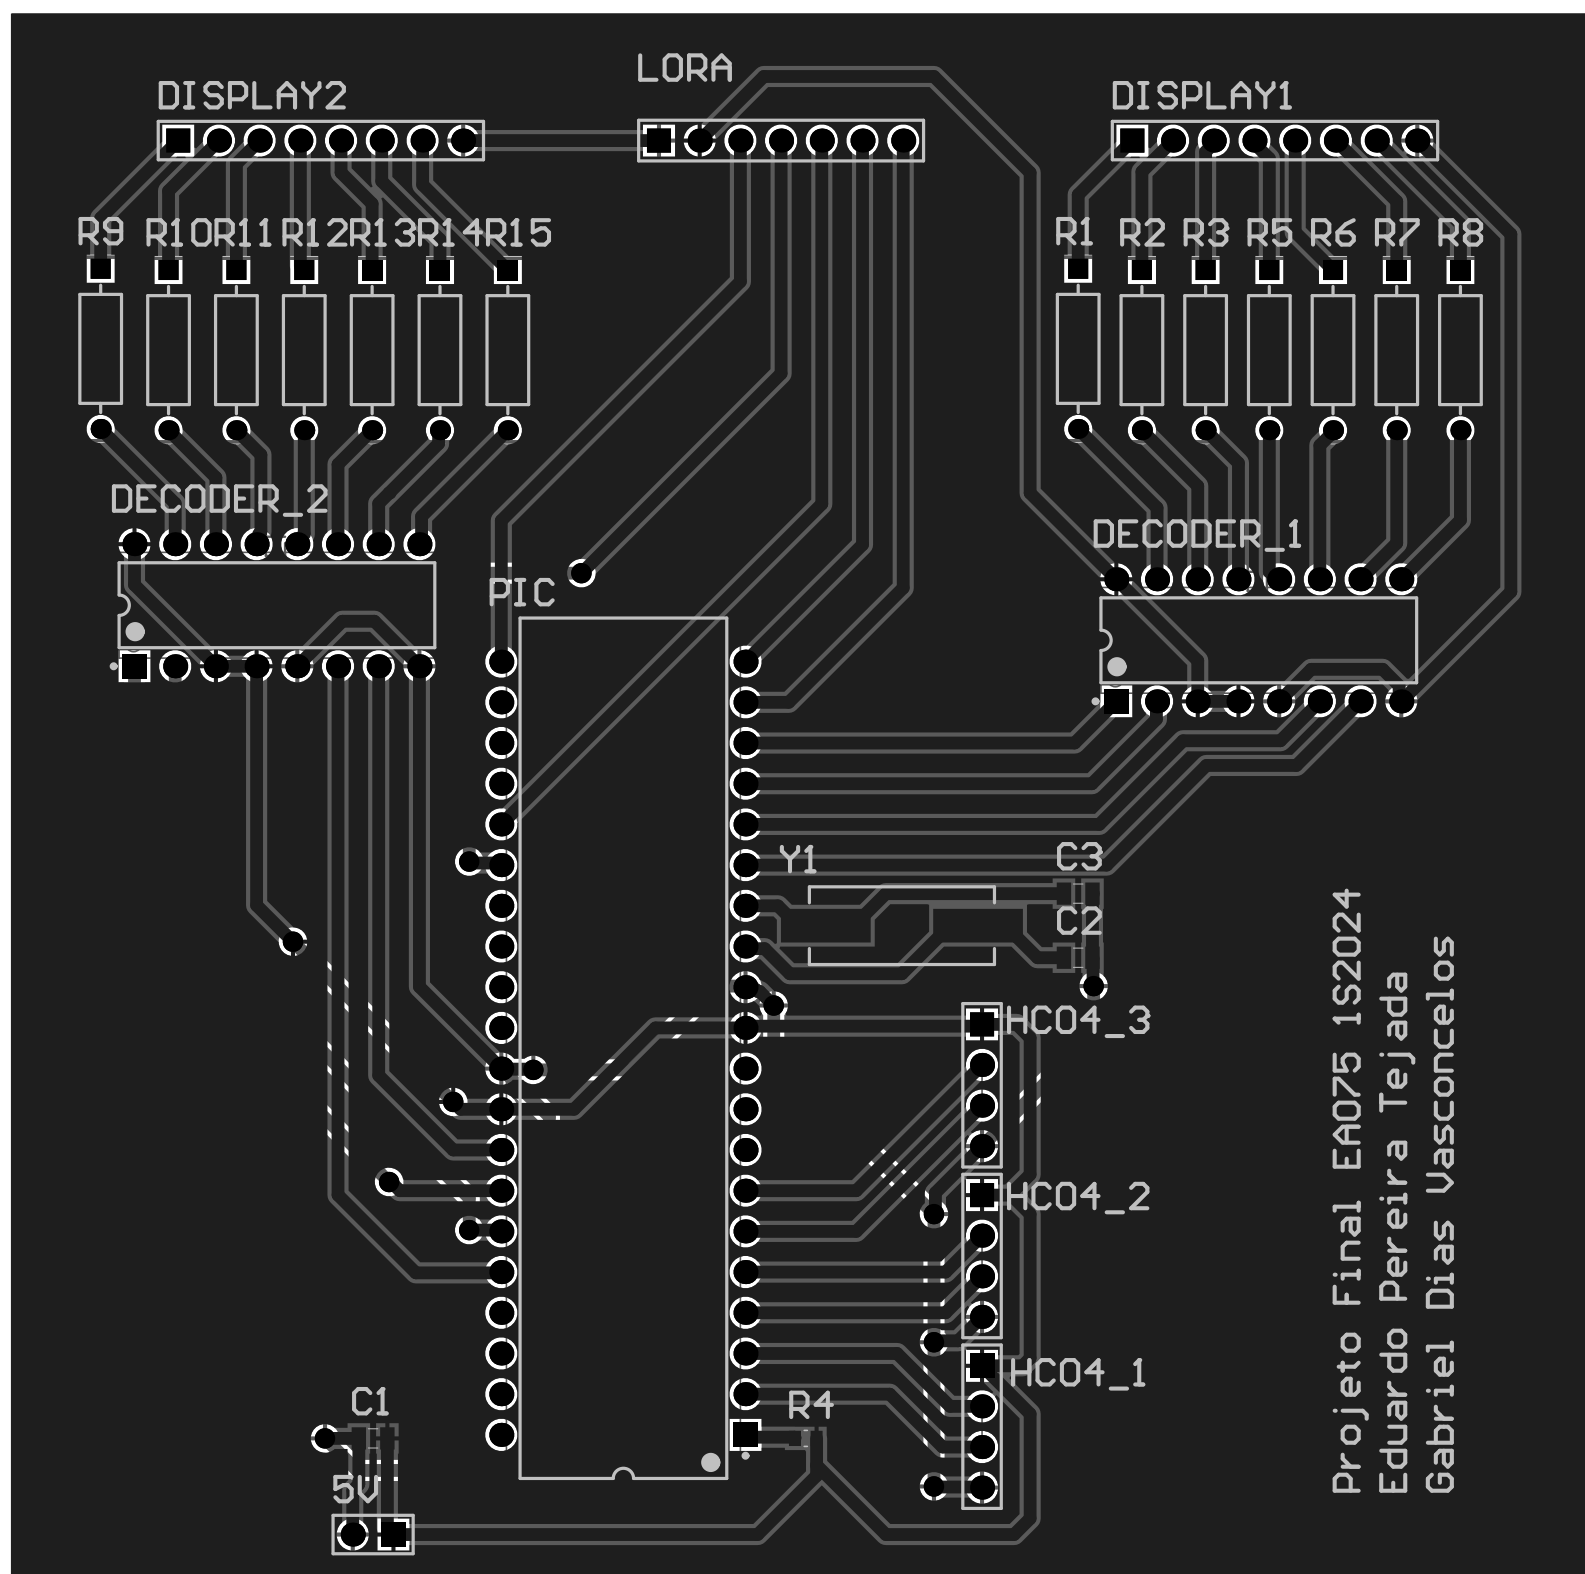 LORA
DISPLAY2
DISPLAY1
R9 R10 R11 R12 R13 R14 R15
R1 R2 R3 R5 R6 R7 R8
DECODER_2
DECODER_1
PIC
Y1
C3
C2
HC04_3
HC04_2
HC04_1
C1
R4
5V
Projeto Final EA075 1S2024
Eduardo Pereira Tejada
Gabriel Dias Vasconcelos